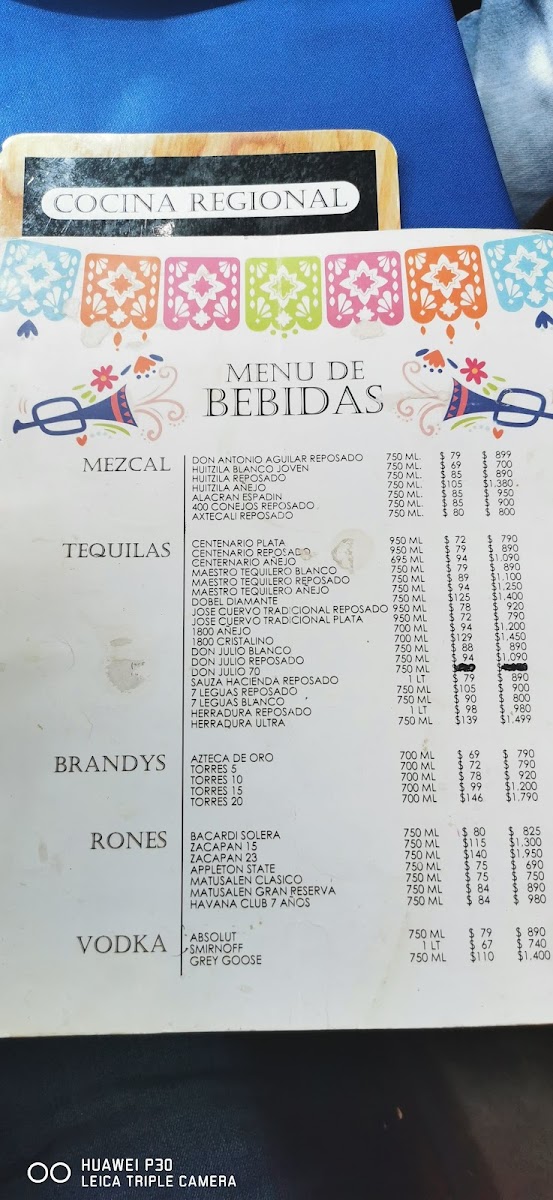 COCINA REGIONAL
MENU DE
BEBIDAS
MEZCAL
DON ANTONIO AGUILAR REPOSADO 750 ML. $ 79 $ 899
HUITZILA BLANCO JOVEN 750 ML. $ 69 $ 700
HUITZILA REPOSADO 750 ML. $ 85 $ 890
HUITZILA AÑEJO 750 ML. $105 $1.380
ALACRAN ESPADIN 750 ML. $ 85 $ 950
400 CONEJOS REPOSADO 750 ML. $ 85 $ 900
AXTECALI REPOSADO 750 ML. $ 80 $ 800
TEQUILAS
CENTENARIO PLATA 950 ML $ 72 $ 790
CENTENARIO REPOSADO 950 ML $ 79 $ 890
CENTERNARIO AÑEJO 695 ML $ 94 $1.090
MAESTRO TEQUILERO BLANCO 750 ML $ 79 $ 890
MAESTRO TEQUILERO REPOSADO 750 ML $ 89 $1.100
MAESTRO TEQUILERO AÑEJO 750 ML $ 94 $1.250
DOBEL DIAMANTE 750 ML $125 $1.400
JOSE CUERVO TRADICIONAL REPOSADO 950 ML $ 78 $ 920
JOSE CUERVO TRADICIONAL PLATA 950 ML $ 72 $ 790
1800 AÑEJO 700 ML $ 94 $1.200
1800 CRISTALINO 700 ML $129 $1.450
DON JULIO BLANCO 750 ML $ 88 $ 890
DON JULIO REPOSADO 750 ML $ 94 $1.090
DON JULIO 70 750 ML
SAUZA HACIENDA REPOSADO 1 LT $ 79 $ 890
7 LEGUAS REPOSADO 750 ML $105 $ 900
7 LEGUAS BLANCO 750 ML $ 90 $ 800
HERRADURA REPOSADO 1 LT $ 98 $ 980
HERRADURA ULTRA 750 ML $139 $1.499
BRANDYS
AZTECA DE ORO 700 ML $ 69 $ 790
TORRES 5 700 ML $ 72 $ 790
TORRES 10 700 ML $ 78 $ 920
TORRES 15 700 ML $ 99 $1.200
TORRES 20 700 ML $146 $1.790
RONES
BACARDI SOLERA 750 ML $ 80 $ 825
ZACAPAN 15 750 ML $115 $1.300
ZACAPAN 23 750 ML $140 $1.950
APPLETON STATE 750 ML $ 75 $ 690
MATUSALEN CLASICO 750 ML $ 75 $ 750
MATUSALEN GRAN RESERVA 750 ML $ 84 $ 890
HAVANA CLUB 7 AÑOS 750 ML $ 84 $ 980
VODKA
ABSOLUT 750 ML $ 79 $ 890
SMIRNOFF 1 LT $ 67 $ 740
GREY GOOSE 750 ML $110 $1.400
HUAWEI P30
LEICA TRIPLE CAMERA